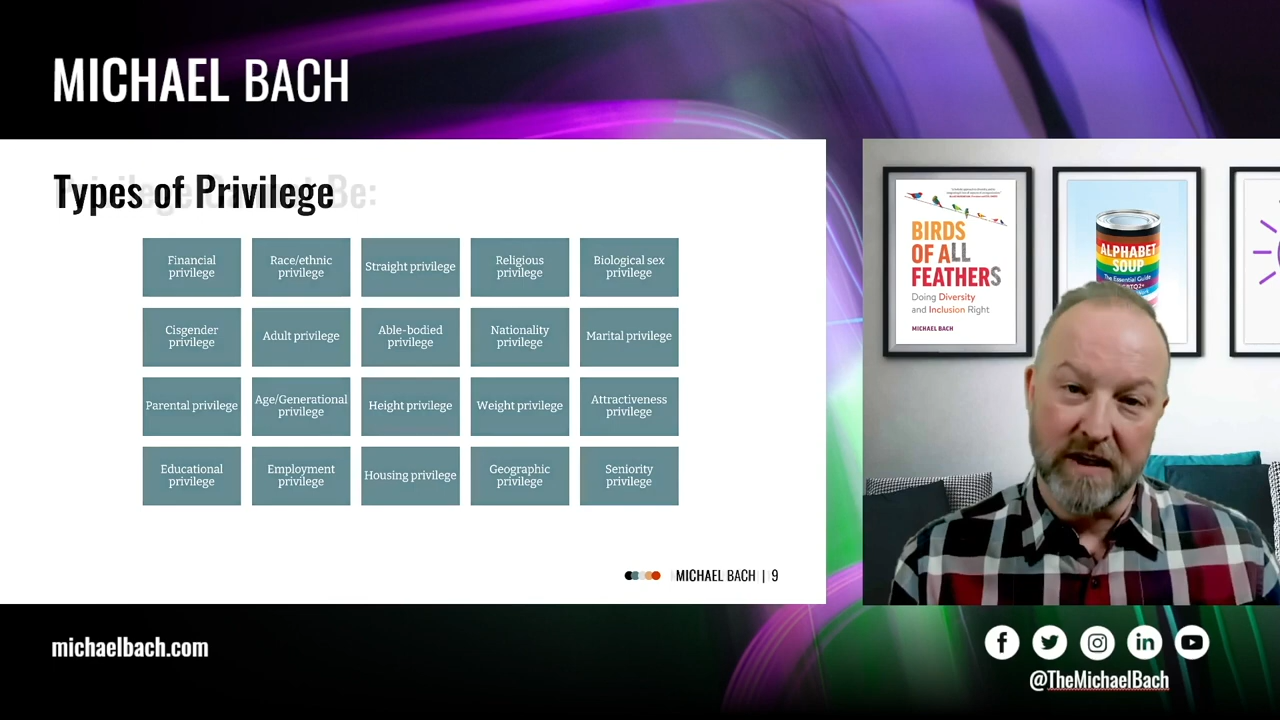 MICHAEL BACH
Types of Privilege
Financial
privilege
Race/ethnic
privilege
Straight privilege
Religious
privilege
Biological sex
privilege
Cisgender
privilege
Adult privilege
Able-bodied
privilege
Nationality
privilege
Marital privilege
Parental privilege
Age/Generational
privilege
Height privilege
Weight privilege
Attractiveness
privilege
Educational
privilege
Employment
privilege
Housing privilege
Geographic
privilege
Seniority
privilege
MICHAEL BACH | 9
BIRDS
OF ALL
FEATHERS
Doing Diversity
and Inclusion Right
MICHAEL BACH
ALPHABET
SOUP
The Essential Guide
michaelbach.com
@TheMichaelBach